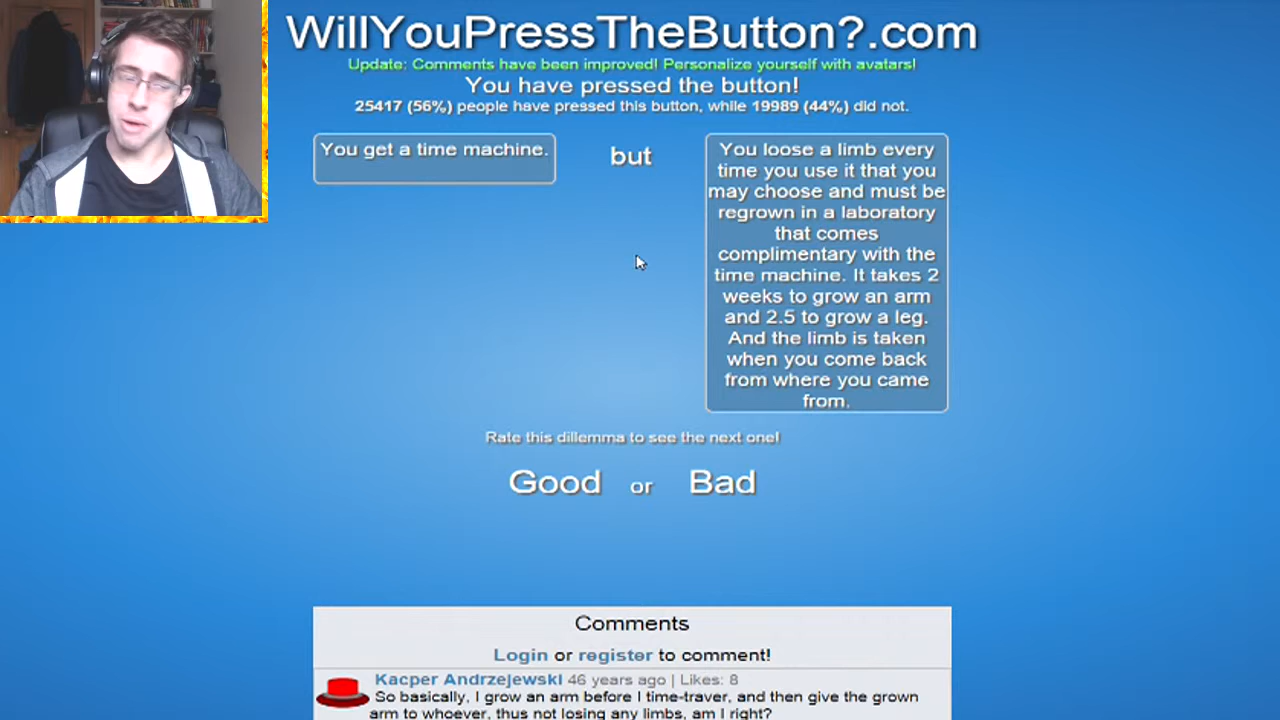 WillYouPressTheButton?.com
Update: Comments have been improved! Personalize yourself with avatars!
You have pressed the button!
25417 (56%) people have pressed this button, while 19989 (44%) did not.
You get a time machine.
but
You loose a limb every
time you use it that you
may choose and must be
regrown in a laboratory
that comes
complimentary with the
time machine. It takes 2
weeks to grow an arm
and 2.5 to grow a leg.
And the limb is taken
when you come back
from where you came
from.
Rate this dillemma to see the next one!
Good or Bad
Comments
Login or register to comment!
Kacper Andrzejewski 46 years ago | Likes: 8
So basically, I grow an arm before I time-traver, and then give the grown
arm to whoever, thus not losing any limbs, am I right?